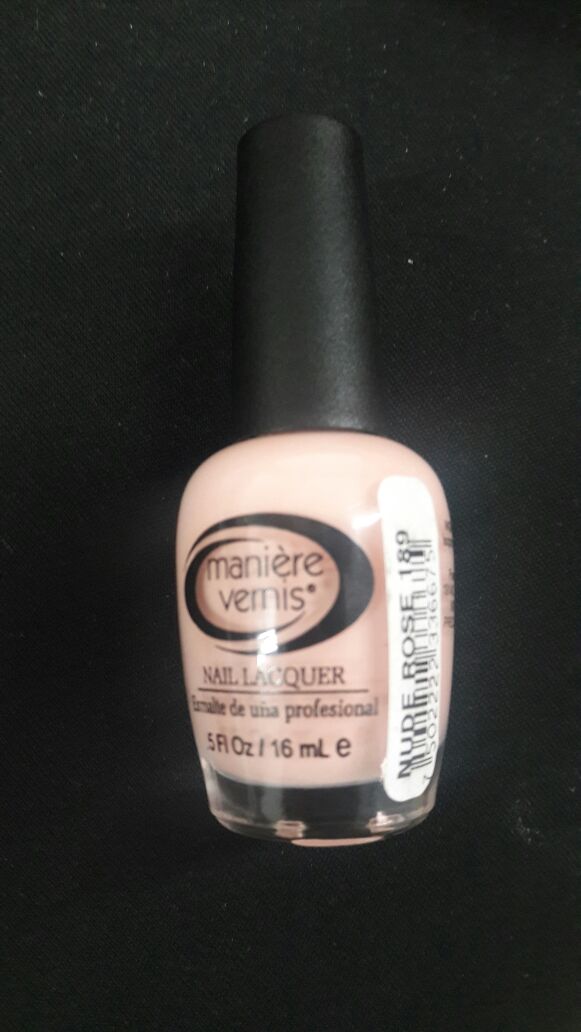 manière
vernis®
NAIL LACQUER
Esmalte de uña profesional
.5 Fl Oz / 16 mL e
NUDE ROSE 189